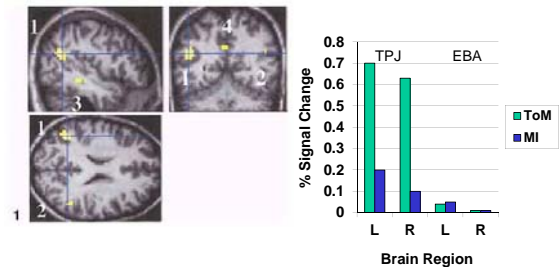 1
4
1
2
3
1
2
1
0.8
0.7
0.6
0.5
0.4
0.3
0.2
0.1
0
% Signal Change
TPJ EBA
L R L R
Brain Region
ToM
MI